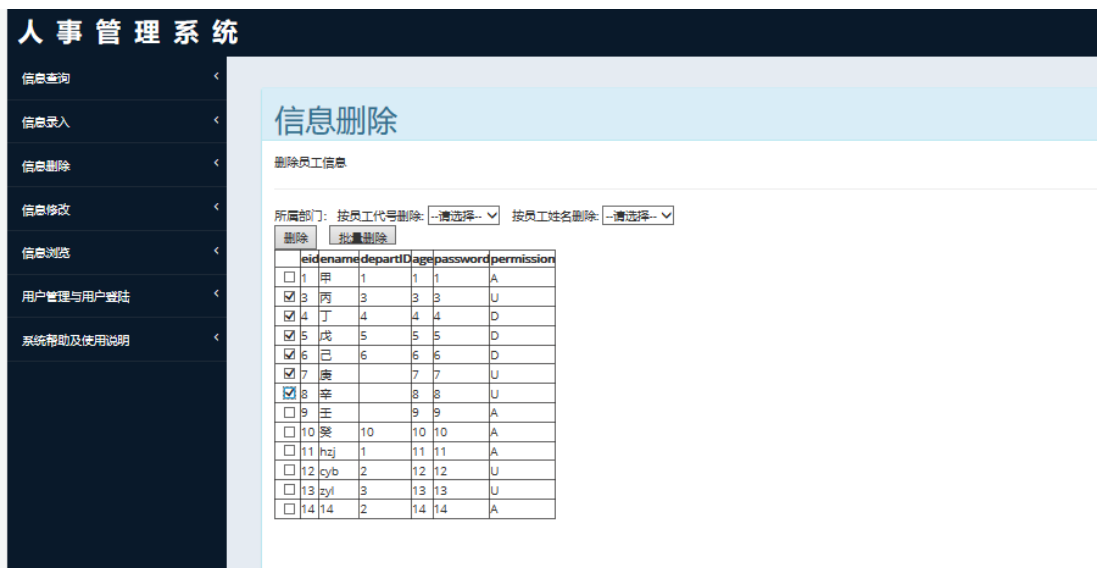 人事管理系统
信息查询
信息录入
信息删除
信息修改
信息浏览
用户管理与用户登陆
系统帮助及使用说明
信息删除
删除员工信息
所属部门： 按员工代号删除: --请选择-- 按员工姓名删除: --请选择--
删除 批量删除
eid ename departID age password permission
1 甲 1 1 1 A
3 丙 3 3 3 U
4 丁 4 4 4 D
5 戊 5 5 5 D
6 己 6 6 6 D
7 庚 7 7 U
8 辛 8 8 U
9 壬 9 9 A
10 癸 10 10 10 A
11 hzj 1 11 11 A
12 cyb 2 12 12 U
13 zyl 3 13 13 U
14 14 2 14 14 A